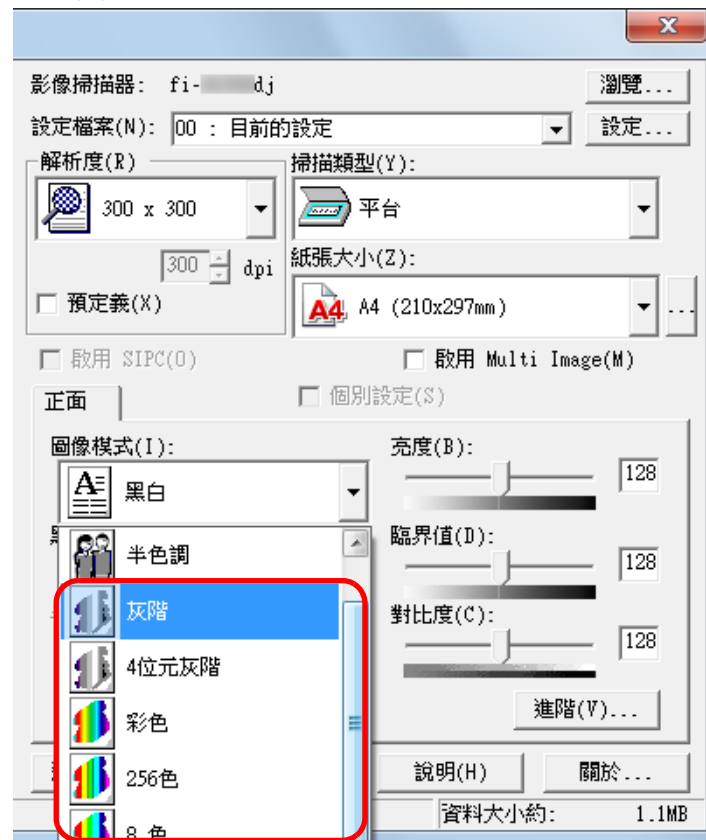 影像掃描器: fi- dj 瀏覽...
設定檔案(N): 00 : 目前的設定 設定...
解析度(R) 掃描類型(Y):
300 x 300 平台
300 dpi 紙張大小(Z):
預定義(X) A4 A4 (210x297mm) ...
啟用 SIPC(O) 啟用 Multi Image(M)
正面 個別設定(S)
圖像模式(I): 亮度(B):
A 黑白 128
半色調 臨界值(D):
128
灰階 對比度(C):
128
4位元灰階
彩色 進階(V)...
256色 說明(H) 關於...
8 色 資料大小約: 1.1MB